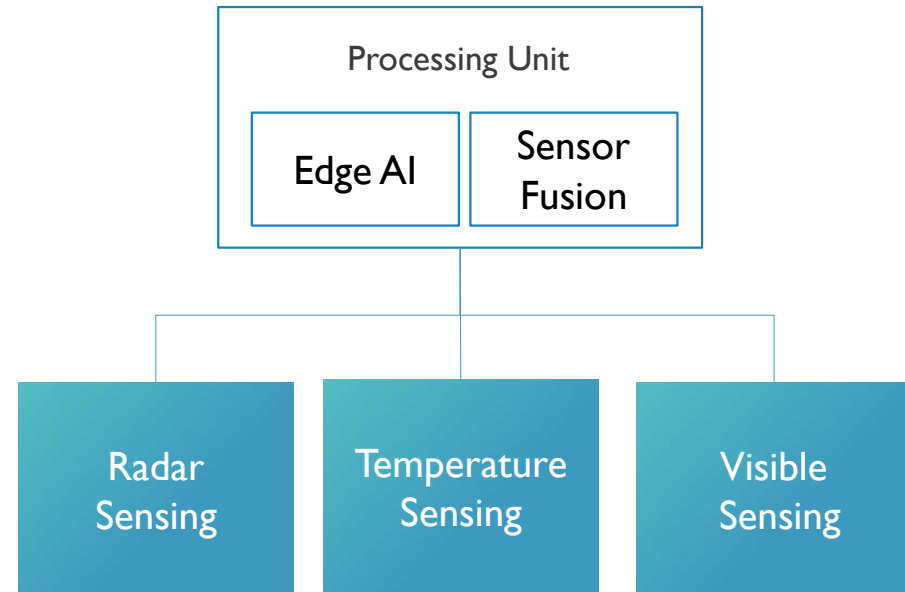 Processing Unit
Edge AI
Sensor
Fusion
Radar
Sensing
Temperature
Sensing
Visible
Sensing